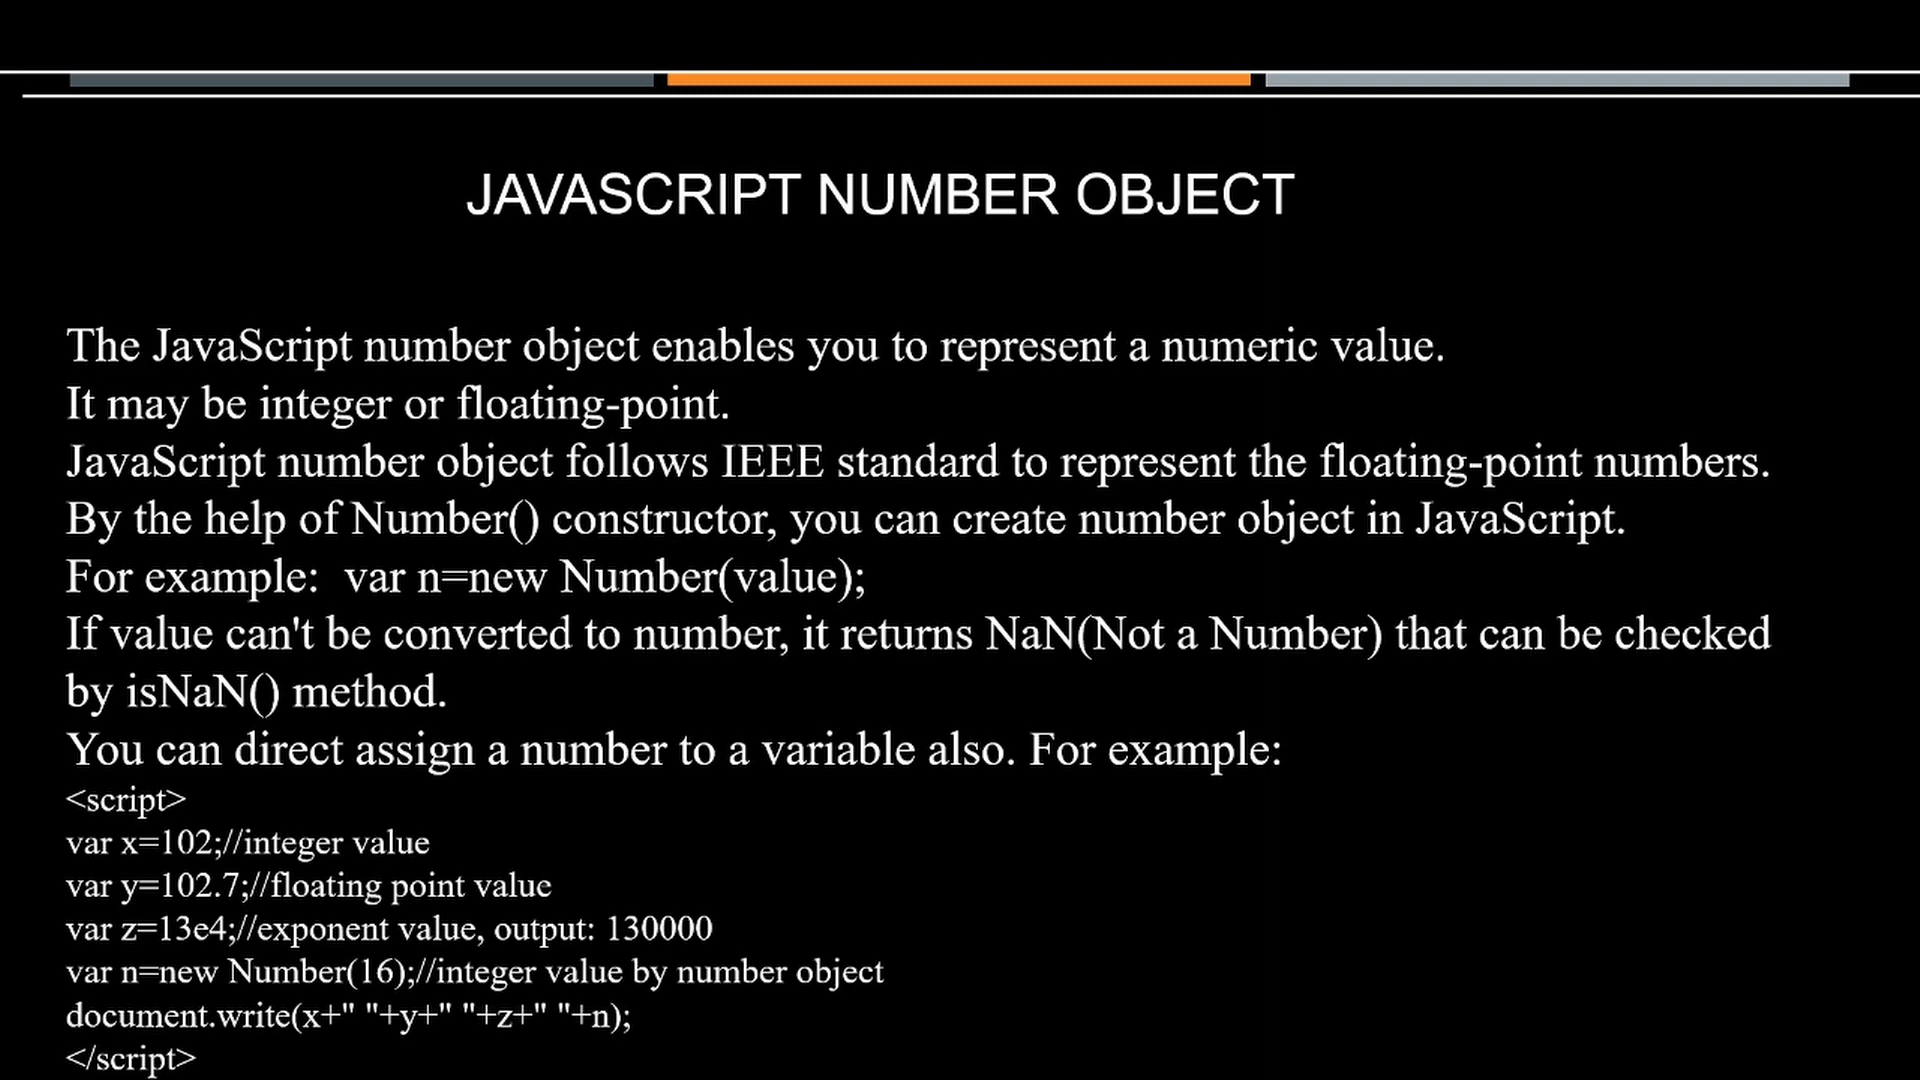 JAVASCRIPT NUMBER OBJECT
The JavaScript number object enables you to represent a numeric value.
It may be integer or floating-point.
JavaScript number object follows IEEE standard to represent the floating-point numbers.
By the help of Number() constructor, you can create number object in JavaScript.
For example:  var n=new Number(value);
If value can't be converted to number, it returns NaN(Not a Number) that can be checked
by isNaN() method.
You can direct assign a number to a variable also. For example:
<script>
var x=102;//integer value
var y=102.7;//floating point value
var z=13e4;//exponent value, output: 130000
var n=new Number(16);//integer value by number object
document.write(x+" "+y+" "+z+" "+n);
</script>